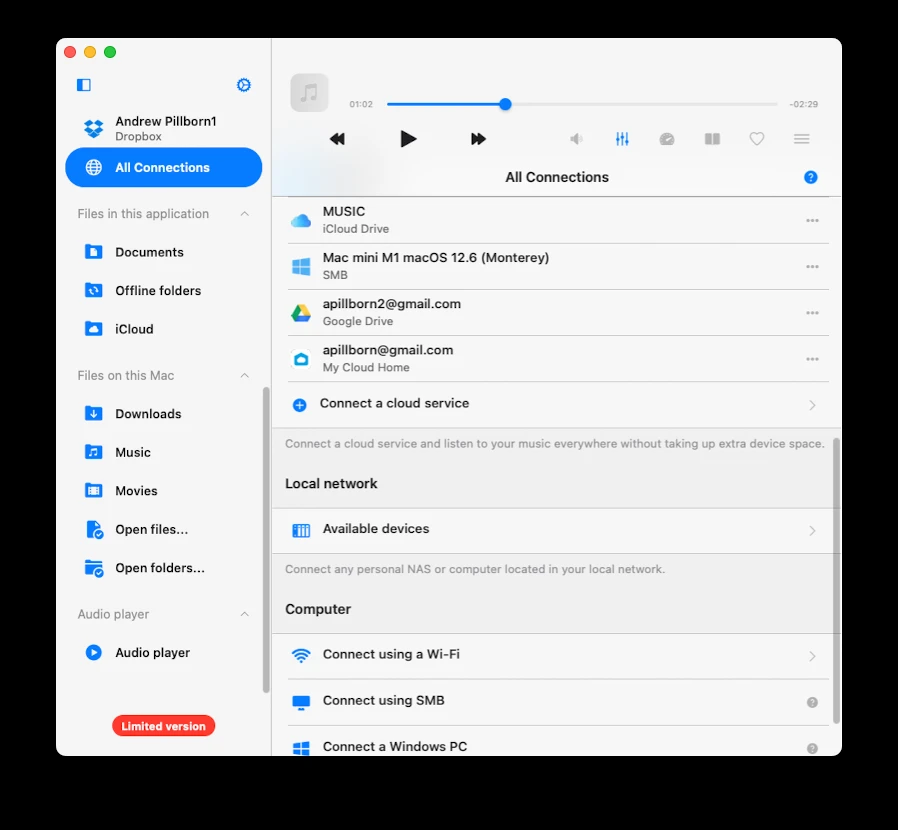 Andrew Pillborn1
Dropbox
All Connections
Files in this application
Documents
Offline folders
iCloud
Files on this Mac
Downloads
Music
Movies
Open files...
Open folders...
Audio player
Audio player
Limited version
01:02
-02:29
All Connections
?
MUSIC
iCloud Drive
Mac mini M1 macOS 12.6 (Monterey)
SMB
apillborn2@gmail.com
Google Drive
apillborn@gmail.com
My Cloud Home
Connect a cloud service
Connect a cloud service and listen to your music everywhere without taking up extra device space.
Local network
Available devices
Connect any personal NAS or computer located in your local network.
Computer
Connect using a Wi-Fi
Connect using SMB
?
Connect a Windows PC
?